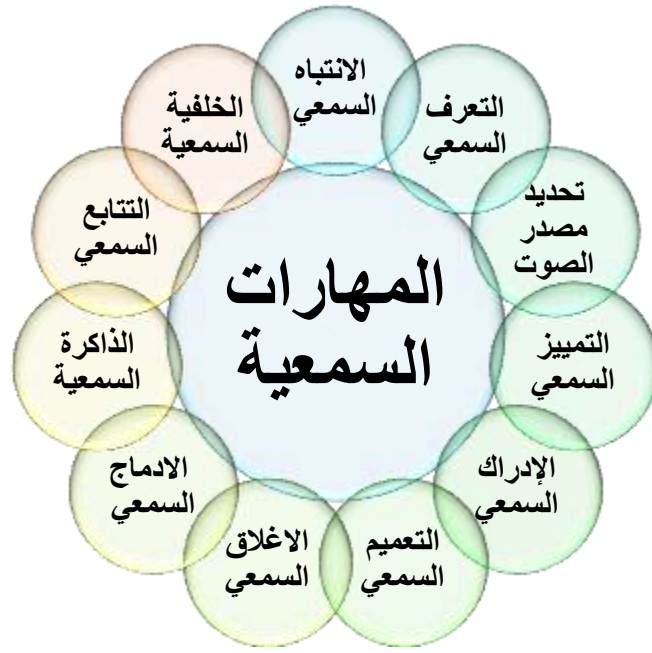 المهارات
السمعية
الانتباه
السمعي
التعرف
السمعي
تحديد
مصدر
الصوت
التمييز
السمعي
الإدراك
السمعي
التعميم
السمعي
الاغلاق
السمعي
الادماج
السمعي
الذاكرة
السمعية
التتابع
السمعي
الخلفية
السمعية